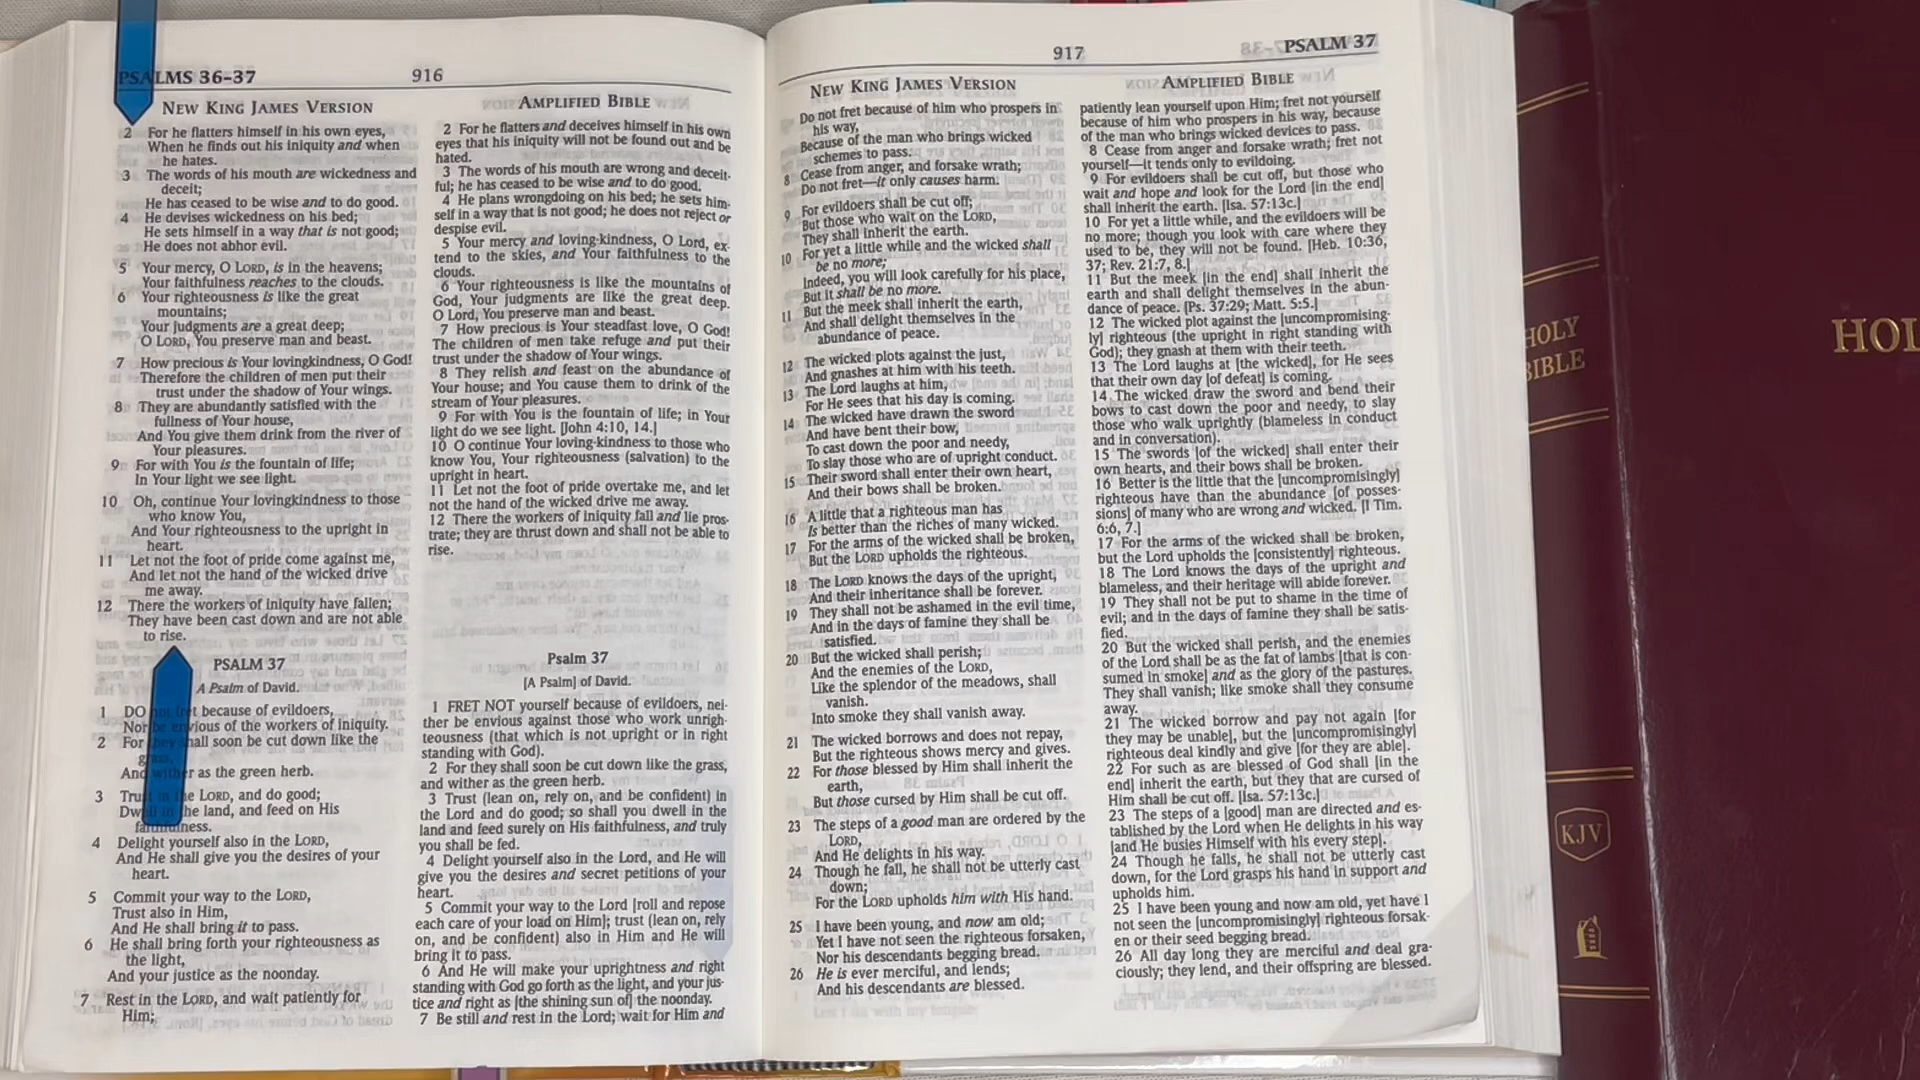 PSALMS 36–37
916
NEW KING JAMES VERSION
2 For he flatters himself in his own eyes,
When he finds out his iniquity and when
he hates.
3 The words of his mouth are wickedness and
deceit;
He has ceased to be wise and to do good.
4 He devises wickedness on his bed;
He sets himself in a way that is not good;
He does not abhor evil.
5 Your mercy, O LORD, is in the heavens;
Your faithfulness reaches to the clouds.
6 Your righteousness is like the great
mountains;
Your judgments are a great deep;
O LORD, You preserve man and beast.
7 How precious is Your lovingkindness, O God!
Therefore the children of men put their
trust under the shadow of Your wings.
8 They are abundantly satisfied with the
fullness of Your house,
And You give them drink from the river of
Your pleasures.
9 For with You is the fountain of life;
In Your light we see light.
10 Oh, continue Your lovingkindness to those
who know You,
And Your righteousness to the upright in
heart.
11 Let not the foot of pride come against me,
And let not the hand of the wicked drive
me away.
12 There the workers of iniquity have fallen;
They have been cast down and are not able
to rise.
PSALM 37
A Psalm of David.
1 DO not fret because of evildoers,
Nor be envious of the workers of iniquity.
2 For they shall soon be cut down like the
grass,
And wither as the green herb.
3 Trust in the LORD, and do good;
Dwell in the land, and feed on His
faithfulness.
4 Delight yourself also in the LORD,
And He shall give you the desires of your
heart.
5 Commit your way to the LORD,
Trust also in Him,
And He shall bring it to pass.
6 He shall bring forth your righteousness as
the light,
And your justice as the noonday.
7 Rest in the LORD, and wait patiently for
Him;
AMPLIFIED BIBLE
2 For he flatters and deceives himself in his own
eyes that his iniquity will not be found out and be
hated.
3 The words of his mouth are wrong and deceit-
ful; he has ceased to be wise and to do good.
4 He plans wrongdoing on his bed; he sets him-
self in a way that is not good; he does not reject or
despise evil.
5 Your mercy and loving-kindness, O Lord, ex-
tend to the skies, and Your faithfulness to the
clouds.
6 Your righteousness is like the mountains of
God, Your judgments are like the great deep.
O Lord, You preserve man and beast.
7 How precious is Your steadfast love, O God!
The children of men take refuge and put their
trust under the shadow of Your wings.
8 They relish and feast on the abundance of
Your house; and You cause them to drink of the
stream of Your pleasures.
9 For with You is the fountain of life; in Your
light do we see light. [John 4:10, 14.]
10 O continue Your loving-kindness to those who
know You, Your righteousness (salvation) to the
upright in heart.
11 Let not the foot of pride overtake me, and let
not the hand of the wicked drive me away.
12 There the workers of iniquity fall and lie pros-
trate; they are thrust down and shall not be able to
rise.
Psalm 37
[A Psalm] of David.
1 FRET NOT yourself because of evildoers, nei-
ther be envious against those who work unrigh-
teousness (that which is not upright or in right
standing with God).
2 For they shall soon be cut down like the grass,
and wither as the green herb.
3 Trust (lean on, rely on, and be confident) in
the Lord and do good; so shall you dwell in the
land and feed surely on His faithfulness, and truly
you shall be fed.
4 Delight yourself also in the Lord, and He will
give you the desires and secret petitions of your
heart.
5 Commit your way to the Lord [roll and repose
each care of your load on Him]; trust (lean on, rely
on, and be confident) also in Him and He will
bring it to pass.
6 And He will make your uprightness and right
standing with God go forth as the light, and your jus-
tice and right as [the shining sun of] the noonday.
7 Be still and rest in the Lord; wait for Him and
917
PSALM 37
NEW KING JAMES VERSION
Do not fret because of him who prospers in
his way,
Because of the man who brings wicked
schemes to pass.
8 Cease from anger, and forsake wrath;
Do not fret—it only causes harm.
9 For evildoers shall be cut off;
But those who wait on the LORD,
They shall inherit the earth.
10 For yet a little while and the wicked shall
be no more;
Indeed, you will look carefully for his place,
But it shall be no more.
11 But the meek shall inherit the earth,
And shall delight themselves in the
abundance of peace.
12 The wicked plots against the just,
And gnashes at him with his teeth.
13 The Lord laughs at him,
For He sees that his day is coming.
14 The wicked have drawn the sword
And have bent their bow,
To cast down the poor and needy,
To slay those who are of upright conduct.
15 Their sword shall enter their own heart,
And their bows shall be broken.
16 A little that a righteous man has
Is better than the riches of many wicked.
17 For the arms of the wicked shall be broken,
But the LORD upholds the righteous.
18 The LORD knows the days of the upright,
And their inheritance shall be forever.
19 They shall not be ashamed in the evil time,
And in the days of famine they shall be
satisfied.
20 But the wicked shall perish;
And the enemies of the LORD,
Like the splendor of the meadows, shall
vanish.
Into smoke they shall vanish away.
21 The wicked borrows and does not repay,
But the righteous shows mercy and gives.
22 For those blessed by Him shall inherit the
earth,
But those cursed by Him shall be cut off.
23 The steps of a good man are ordered by the
LORD,
And He delights in his way.
24 Though he fall, he shall not be utterly cast
down;
For the LORD upholds him with His hand.
25 I have been young, and now am old;
Yet I have not seen the righteous forsaken,
Nor his descendants begging bread.
26 He is ever merciful, and lends;
And his descendants are blessed.
AMPLIFIED BIBLE
patiently lean yourself upon Him; fret not yourself
because of him who prospers in his way, because
of the man who brings wicked devices to pass.
8 Cease from anger and forsake wrath; fret not
yourself—it tends only to evildoing.
9 For evildoers shall be cut off, but those who
wait and hope and look for the Lord [in the end]
shall inherit the earth. [Isa. 57:13c.]
10 For yet a little while, and the evildoers will be
no more; though you look with care where they
used to be, they will not be found. [Heb. 10:36,
37; Rev. 21:7, 8.]
11 But the meek [in the end] shall inherit the
earth and shall delight themselves in the abun-
dance of peace. [Ps. 37:29; Matt. 5:5.]
12 The wicked plot against the [uncompromising-
ly] righteous (the upright in right standing with
God); they gnash at them with their teeth.
13 The Lord laughs at [the wicked], for He sees
that their own day [of defeat] is coming.
14 The wicked draw the sword and bend their
bows to cast down the poor and needy, to slay
those who walk uprightly (blameless in conduct
and in conversation).
15 The swords [of the wicked] shall enter their
own hearts, and their bows shall be broken.
16 Better is the little that the [uncompromisingly]
righteous have than the abundance [of posses-
sions] of many who are wrong and wicked. [I Tim.
6:6, 7.]
17 For the arms of the wicked shall be broken,
but the Lord upholds the [consistently] righteous.
18 The Lord knows the days of the upright and
blameless, and their heritage will abide forever.
19 They shall not be put to shame in the time of
evil; and in the days of famine they shall be satis-
fied.
20 But the wicked shall perish, and the enemies
of the Lord shall be as the fat of lambs [that is con-
sumed in smoke] and as the glory of the pastures.
They shall vanish; like smoke shall they consume
away.
21 The wicked borrow and pay not again [for
they may be unable], but the [uncompromisingly]
righteous deal kindly and give [for they are able].
22 For such as are blessed of God shall [in the
end] inherit the earth, but they that are cursed of
Him shall be cut off. [Isa. 57:13c.]
23 The steps of a [good] man are directed and es-
tablished by the Lord when He delights in his way
[and He busies Himself with his every step].
24 Though he falls, he shall not be utterly cast
down, for the Lord grasps his hand in support and
upholds him.
25 I have been young and now am old, yet have I
not seen the [uncompromisingly] righteous forsak-
en or their seed begging bread.
26 All day long they are merciful and deal gra-
ciously; they lend, and their offspring are blessed.
HOLY
BIBLE
KJV
HOL